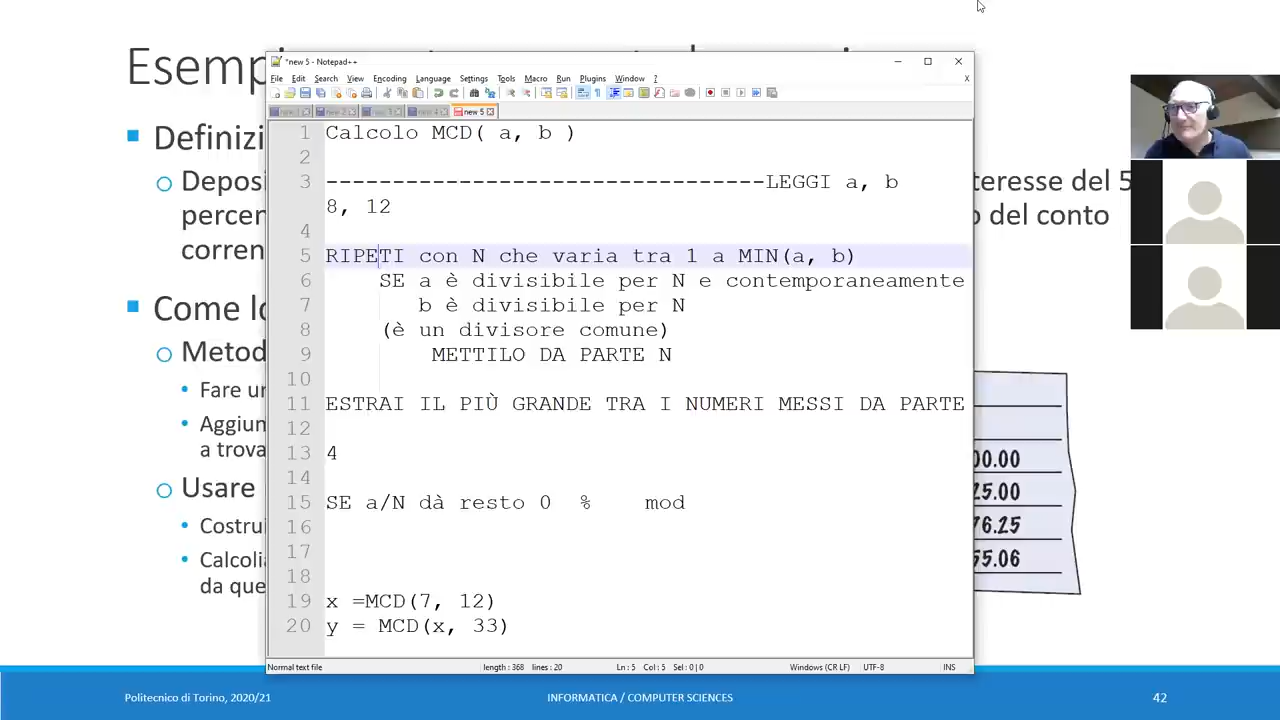 Esemp
*new 5 - Notepad++
File Edit Search View Encoding Language Settings Tools Macro Run Plugins Window ?
X
new 5
1 Calcolo MCD( a, b )
2
3 ---------------------------------LEGGI a, b
8, 12
4
5 RIPETI con N che varia tra 1 a MIN(a, b)
6 SE a è divisibile per N e contemporaneamente
7 b è divisibile per N
8 (è un divisore comune)
9 METTILO DA PARTE N
10
11 ESTRAI IL PIÙ GRANDE TRA I NUMERI MESSI DA PARTE
12
13 4
14
15 SE a/N dà resto 0 % mod
16
17
18
19 x =MCD(7, 12)
20 y = MCD(x, 33)
Normal text file length : 368 lines : 20 Ln : 5 Col : 5 Sel : 0 | 0 Windows (CR LF) UTF-8 INS
Definizi
Deposi
teresse del 5
percen
del conto
corren
Come lo
Metod
Fare un
Aggiun
a trova
Usare
Costrui
Calcolia
da que
00.00
25.00
76.25
55.06
Politecnico di Torino, 2020/21 INFORMATICA / COMPUTER SCIENCES 42